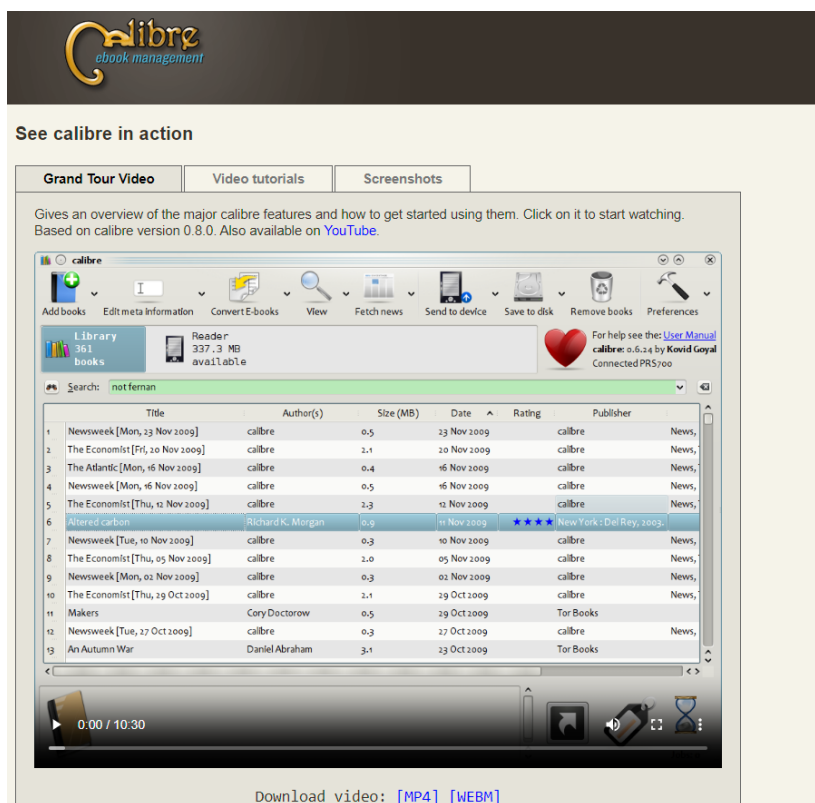 calibre
ebook management
See calibre in action
Grand Tour Video Video tutorials Screenshots
Gives an overview of the major calibre features and how to get started using them. Click on it to start watching.
Based on calibre version 0.8.0. Also available on YouTube.
calibre
Add books Edit meta information Convert E-books View Fetch news Send to device Save to disk Remove books Preferences
Library
361
books
Reader
337.3 MB
available
For help see the: User Manual
calibre: 0.6.24 by Kovid Goyal
Connected PRS700
Search: not fernan
Title Author(s) Size (MB) Date Rating Publisher
1 Newsweek [Mon, 23 Nov 2009] calibre 0.5 23 Nov 2009 calibre News,
2 The Economist [Fri, 20 Nov 2009] calibre 2.1 20 Nov 2009 calibre News,
3 The Atlantic [Mon, 16 Nov 2009] calibre 0.4 16 Nov 2009 calibre News,
4 Newsweek [Mon, 16 Nov 2009] calibre 0.5 16 Nov 2009 calibre News,
5 The Economist [Thu, 12 Nov 2009] calibre 2.3 12 Nov 2009 calibre News,
6 Altered carbon Richard K. Morgan 0.9 11 Nov 2009 ★★★★ New York : Del Rey, 2003.
7 Newsweek [Tue, 10 Nov 2009] calibre 0.3 10 Nov 2009 calibre News,
8 The Economist [Thu, 05 Nov 2009] calibre 2.0 05 Nov 2009 calibre News,
9 Newsweek [Mon, 02 Nov 2009] calibre 0.3 02 Nov 2009 calibre News,
10 The Economist [Thu, 29 Oct 2009] calibre 2.1 29 Oct 2009 calibre News,
11 Makers Cory Doctorow 0.5 29 Oct 2009 Tor Books
12 Newsweek [Tue, 27 Oct 2009] calibre 0.3 27 Oct 2009 calibre News,
13 An Autumn War Daniel Abraham 3.1 23 Oct 2009 Tor Books
0:00 / 10:30
Download video: [MP4] [WEBM]